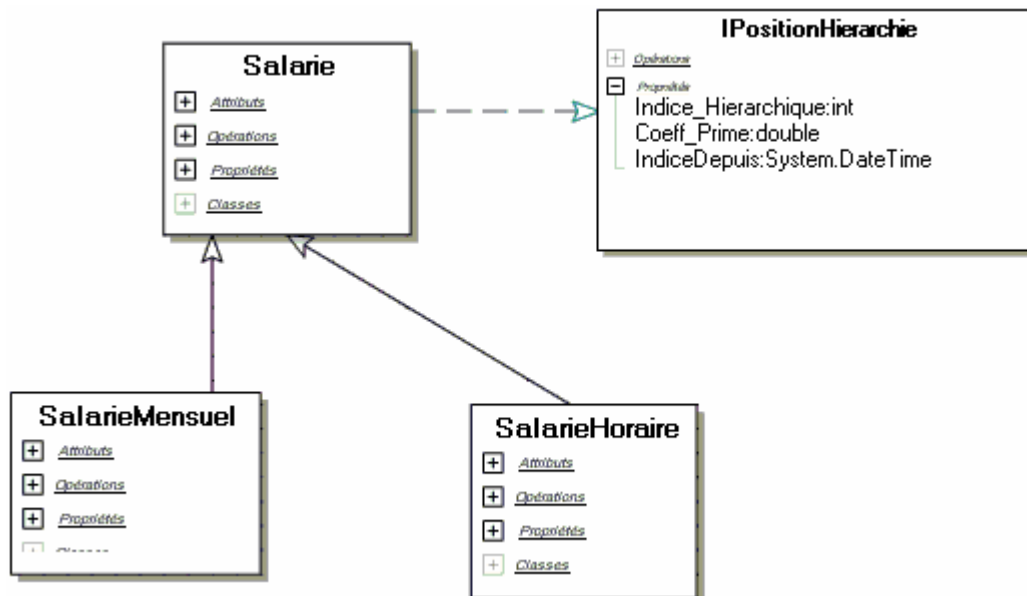 Salarie
Attributs
Opérations
Propriétés
Classes
IPositionHierarchie
Opérations
Propriétés
Indice_Hierarchique:int
Coeff_Prime:double
IndiceDepuis:System.DateTime
SalarieMensuel
Attributs
Opérations
Propriétés
Classes
SalarieHoraire
Attributs
Opérations
Propriétés
Classes